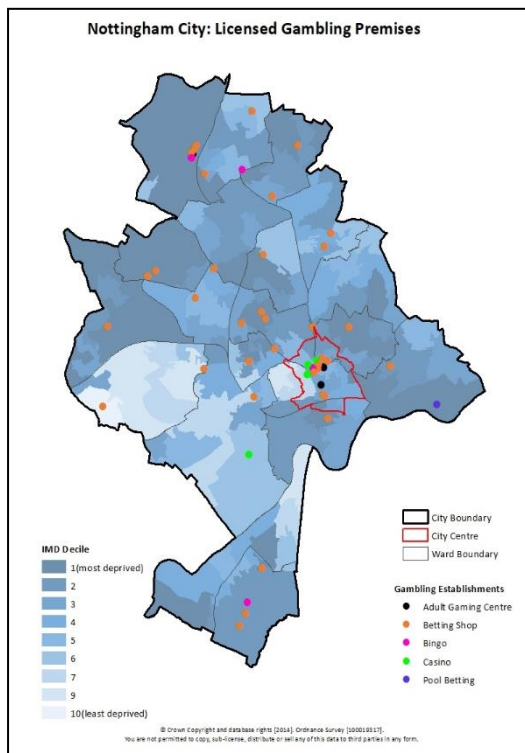 Nottingham City: Licensed Gambling Premises
City Boundary
City Centre
Ward Boundary
IMD Decile
1(most deprived)
2
3
4
5
6
7
9
10(least deprived)
Gambling Establishments
Adult Gaming Centre
Betting Shop
Bingo
Casino
Pool Betting
© Crown Copyright and database rights [2014]. Ordnance Survey [100019317].
You are not permitted to copy, sub-license, distribute or sell any of this data to third parties in any form.